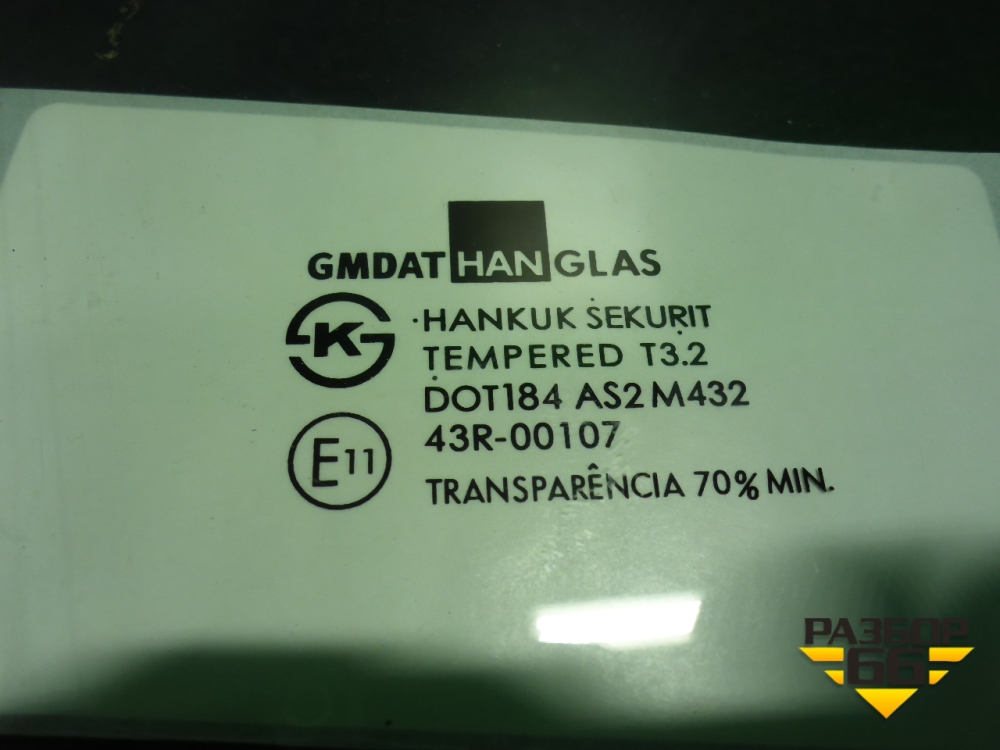 GMDAT HAN GLAS
HANKUK SEKURIT
TEMPERED T3.2
DOT184 AS2 M432
43R-00107
TRANSPARÊNCIA 70% MIN.
K
E11
РАЗБОР
66